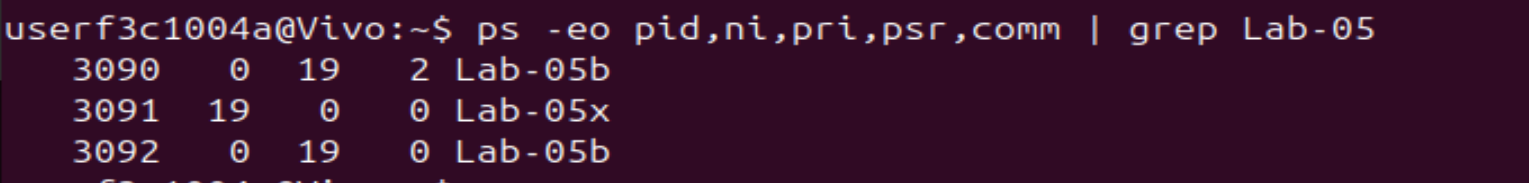 userf3c1004a@Vivo:~$ ps -eo pid,ni,pri,psr,comm | grep Lab-05
3090 0 19 2 Lab-05b
3091 19 0 0 Lab-05x
3092 0 19 0 Lab-05b